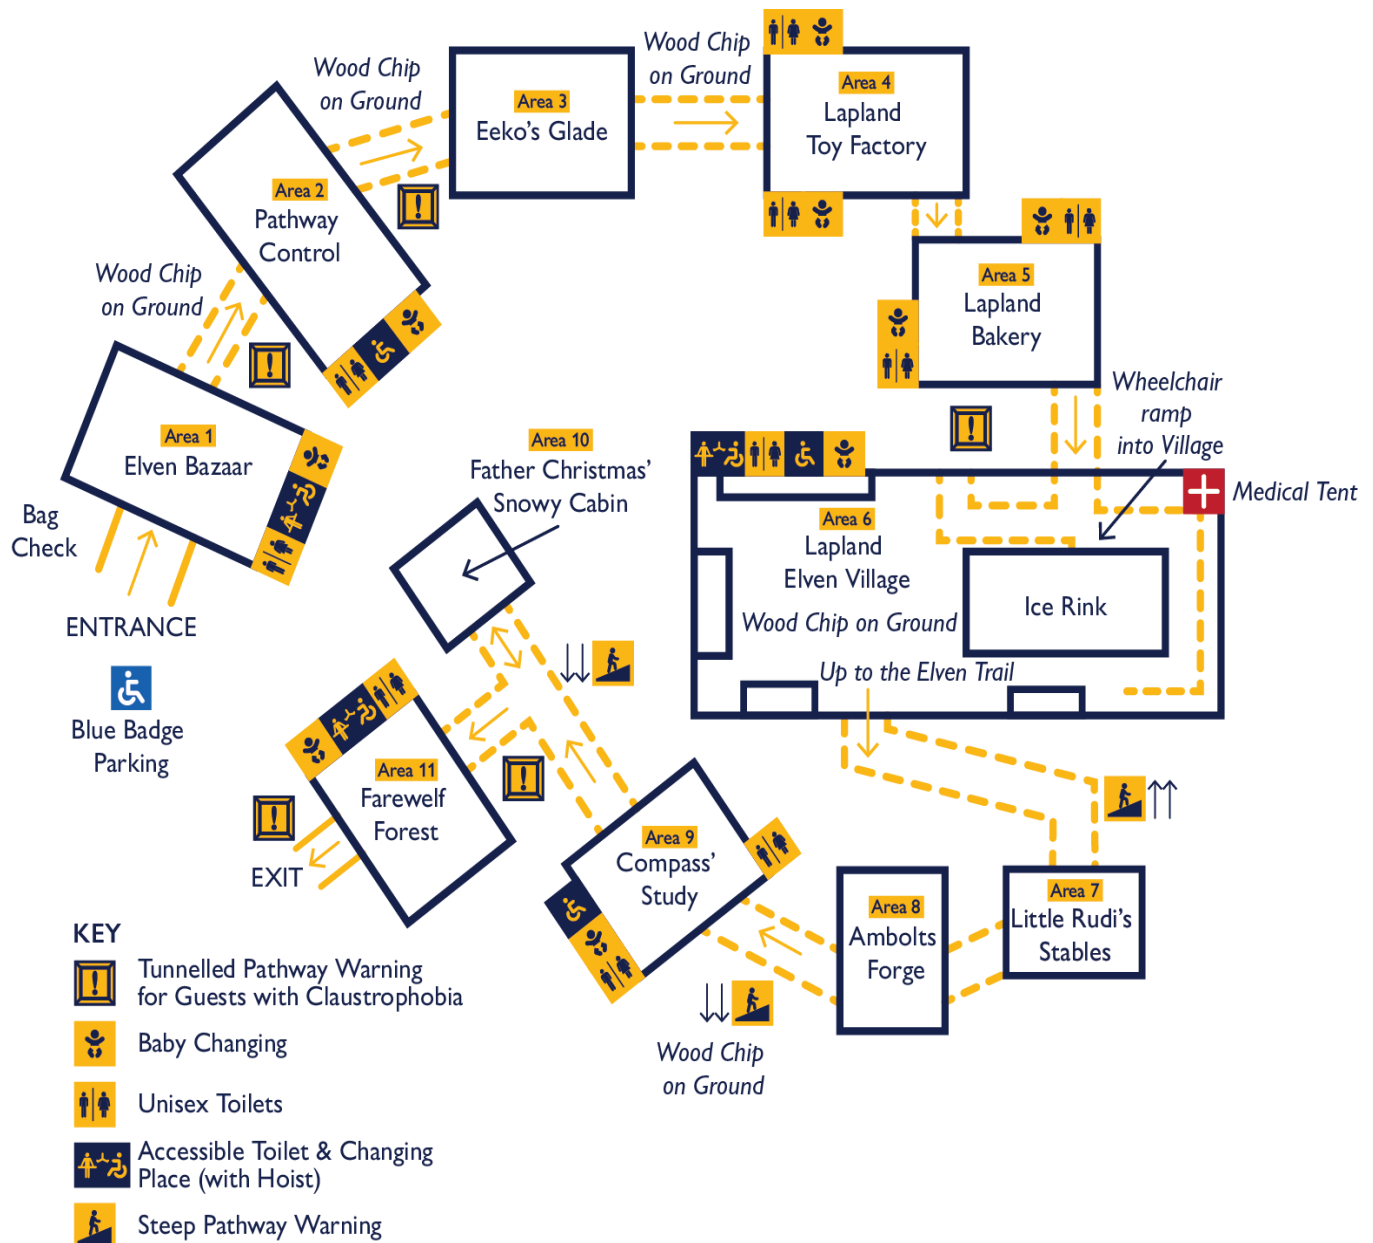 Wood Chip
on Ground
Area 3
Eeko's Glade
Wood Chip
on Ground
Area 4
Lapland
Toy Factory
Area 2
Pathway
Control
!
Wood Chip
on Ground
!
Area 5
Lapland
Bakery
Wheelchair
ramp
into Village
!
Area 1
Elven Bazaar
Bag
Check
ENTRANCE
Blue Badge
Parking
Area 10
Father Christmas'
Snowy Cabin
Medical Tent
Area 6
Lapland
Elven Village
Ice Rink
Wood Chip on Ground
Up to the Elven Trail
!
Area 11
Farewelf
Forest
!
EXIT
Area 9
Compass'
Study
Area 8
Ambolts
Forge
Area 7
Little Rudi's
Stables
Wood Chip
on Ground
KEY
!
Tunnelled Pathway Warning
for Guests with Claustrophobia
Baby Changing
Unisex Toilets
Accessible Toilet & Changing
Place (with Hoist)
Steep Pathway Warning